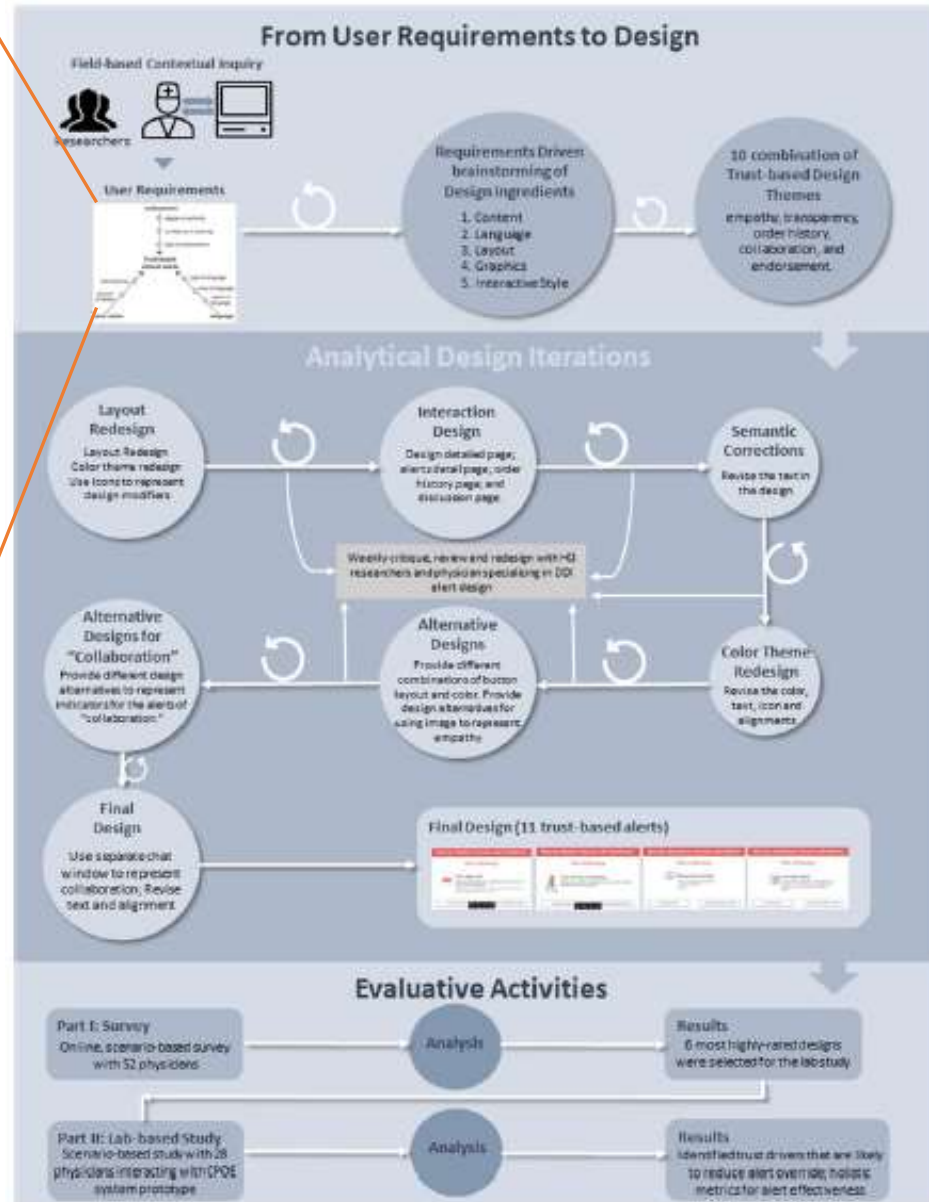 From User Requirements to Design
Field-based Contextual Inquiry
Researchers
User Requirements
Requirements Driven
brainstorming of
Design Ingredients
1. Content
2. Language
3. Layout
4. Graphics
5. Interactive Style
10 combination of
Trust-based Design
Themes
empathy, transparency,
order history,
collaboration, and
endorsement.
Analytical Design Iterations
Layout
Redesign
Layout Redesign
Color theme redesign
Use Icons to represent
design modifiers
Interaction
Design
Design detailed page;
alerts detail page; order
history page; and
discussion page
Semantic
Corrections
Revise the text in
the design
Weekly critique, review and redesign with HCI
researchers and physician specializing in DDI
alert design
Alternative
Designs for
"Collaboration"
Provide different design
alternatives to represent
indicators for the alerts of
"collaboration."
Alternative
Designs
Provide different
combinations of button
layout and color. Provide
design alternatives for
using image to represent
empathy
Color Theme
Redesign
Revise the color,
text, icon and
alignments
Final
Design
Use separate chat
window to represent
collaboration; Revise
text and alignment
Final Design (11 trust-based alerts)
Evaluative Activities
Part I: Survey
Online, scenario-based survey
with 52 physicians
Analysis
Results
6 most highly-rated designs
were selected for the lab study
Part II: Lab-based Study
Scenario-based study with 28
physicians interacting with CPOE
system prototype
Analysis
Results
Identified trust drivers that are likely
to reduce alert override; holistic
metrics for alert effectiveness